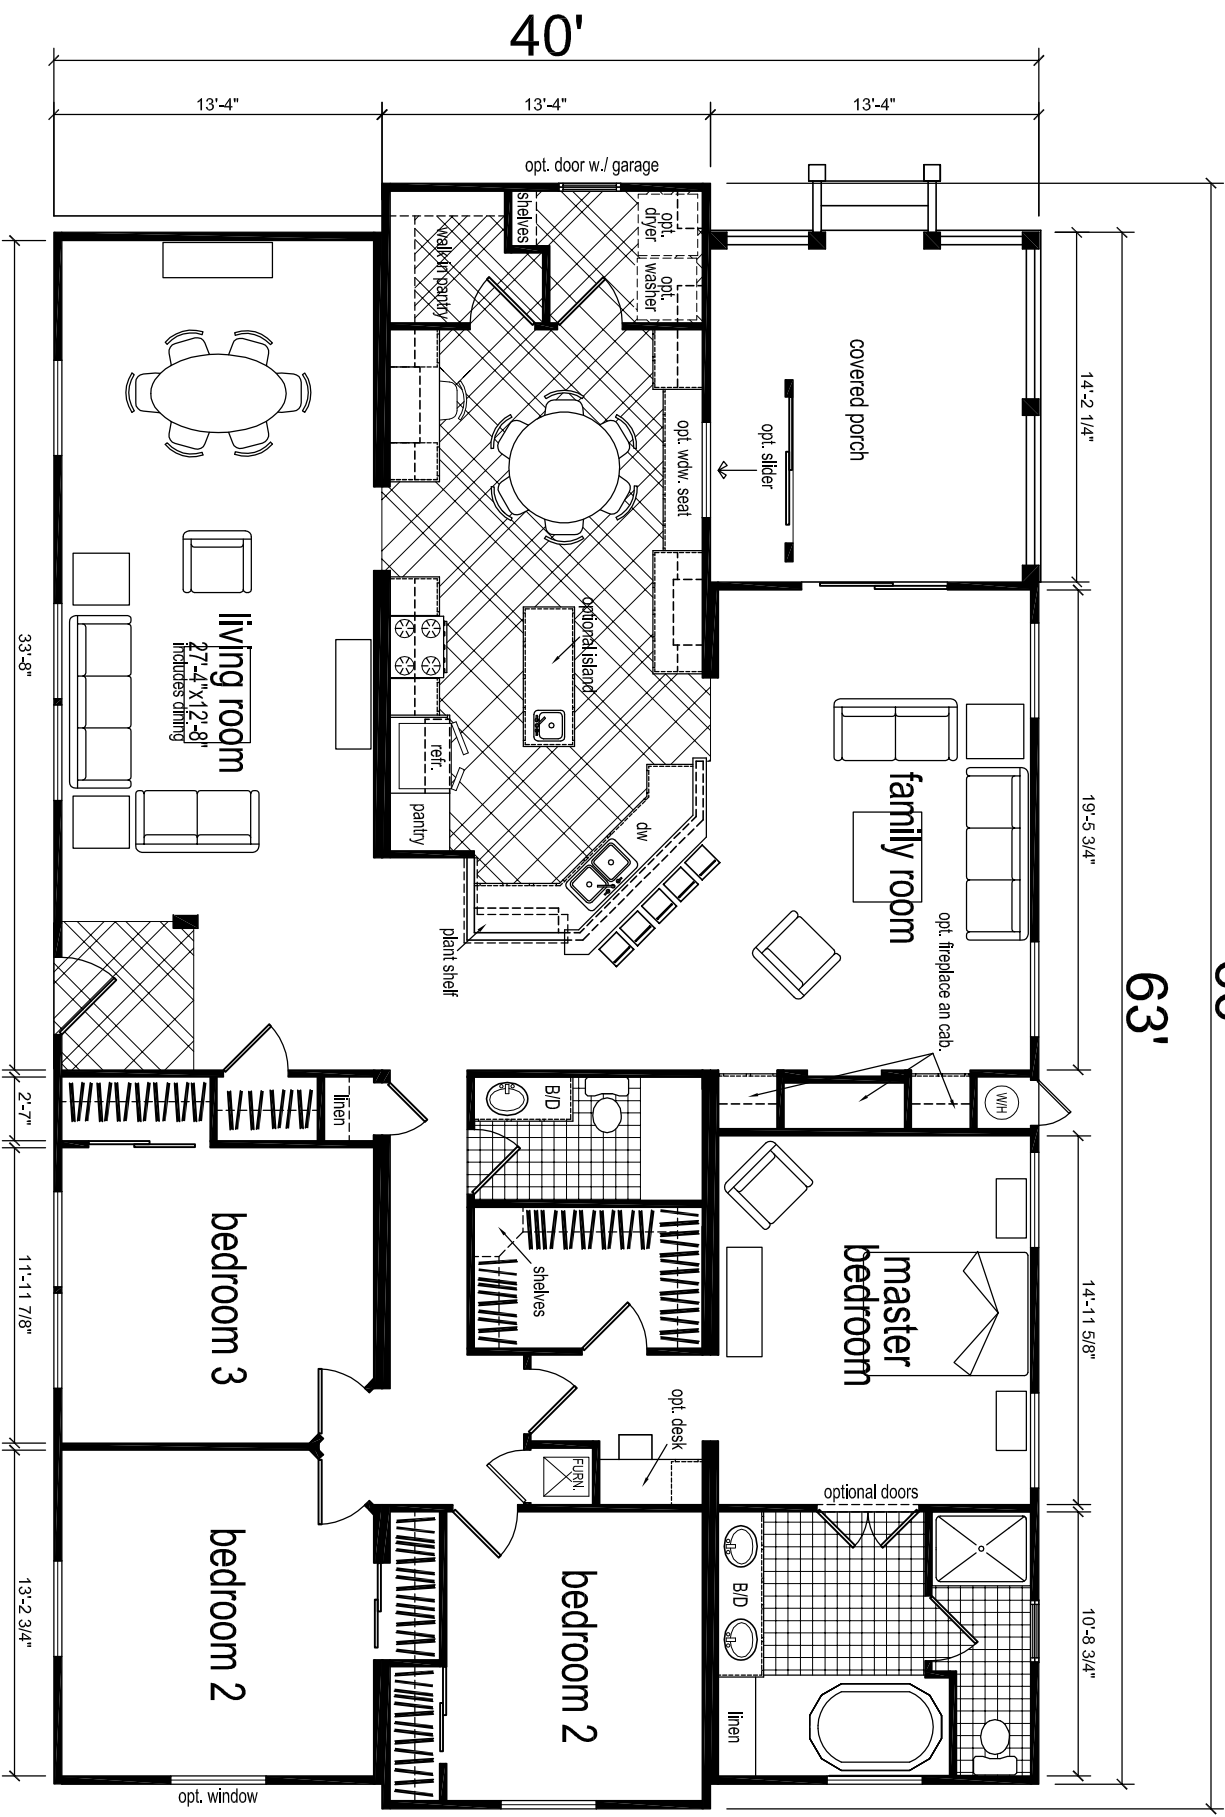 40'
13'-4"
13'-4"
13'-4"
opt. door w./ garage
shelves
opt.
dryer
opt.
washer
walk in pantry
covered porch
opt. slider
opt. wdw. seat
14'-2 1/4"
33'-8"
living room
27'-4"x12'-8"
includes dining
optional island
refr.
pantry
dw
plant shelf
family room
19'-5 3/4"
opt. fireplace an cab.
63'
2'-7"
linen
B/D
W/H
bedroom 3
11'-11 7/8"
shelves
master
bedroom
14'-11 5/8"
opt. desk
FURN.
optional doors
bedroom 2
13'-2 3/4"
opt. window
bedroom 2
B/D
linen
10'-8 3/4"